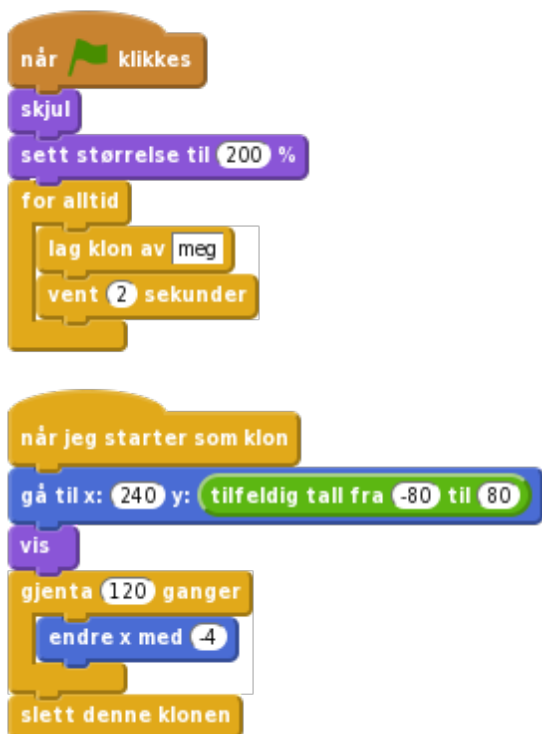 når klikkes
skjul
sett størrelse til 200 %
for alltid
lag klon av meg
vent 2 sekunder
når jeg starter som klon
gå til x: 240 y: tilfeldig tall fra -80 til 80
vis
gjenta 120 ganger
endre x med -4
slett denne klonen